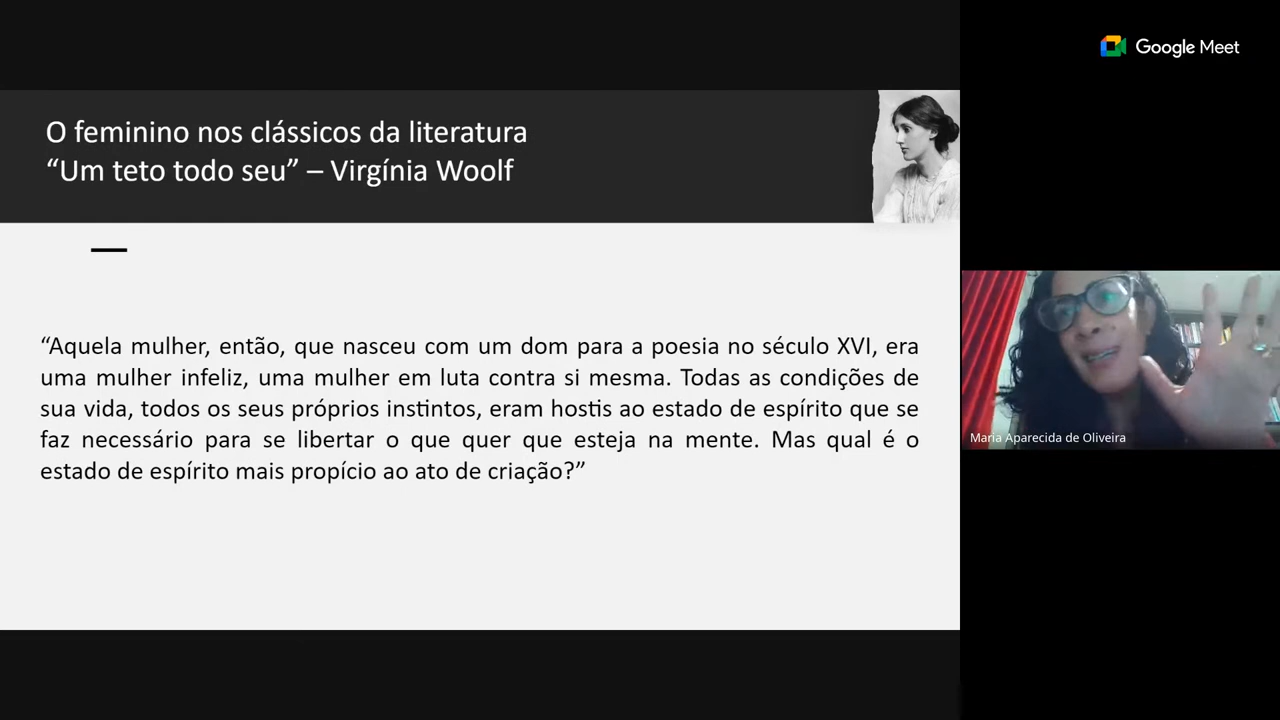 Google Meet
O feminino nos clássicos da literatura
“Um teto todo seu” – Virgínia Woolf
“Aquela mulher, então, que nasceu com um dom para a poesia no século XVI, era
uma mulher infeliz, uma mulher em luta contra si mesma. Todas as condições de
sua vida, todos os seus próprios instintos, eram hostis ao estado de espírito que se
faz necessário para se libertar o que quer que esteja na mente. Mas qual é o
estado de espírito mais propício ao ato de criação?”
Maria Aparecida de Oliveira